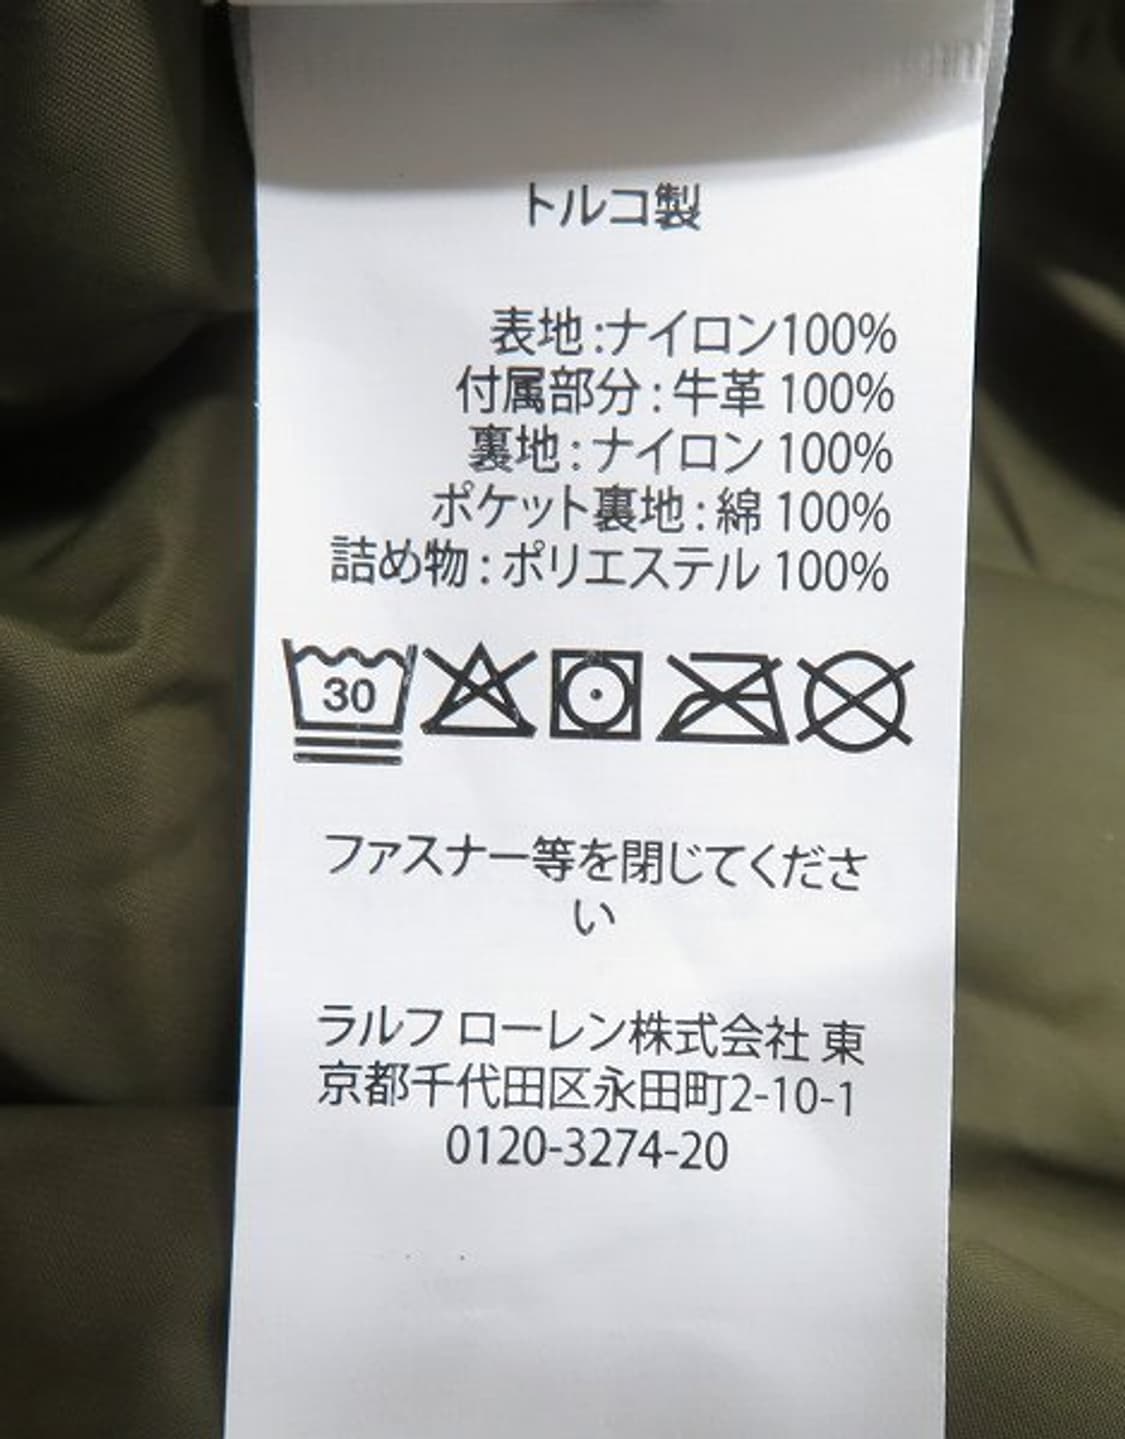 トルコ製
表地:ナイロン100%
付属部分:牛革 100%
裏地:ナイロン 100%
ポケット裏地:綿 100%
詰め物:ポリエステル 100%
30
ファスナー等を閉じてくださ
い
ラルフ ローレン株式会社 東
京都千代田区永田町2-10-1
0120-3274-20